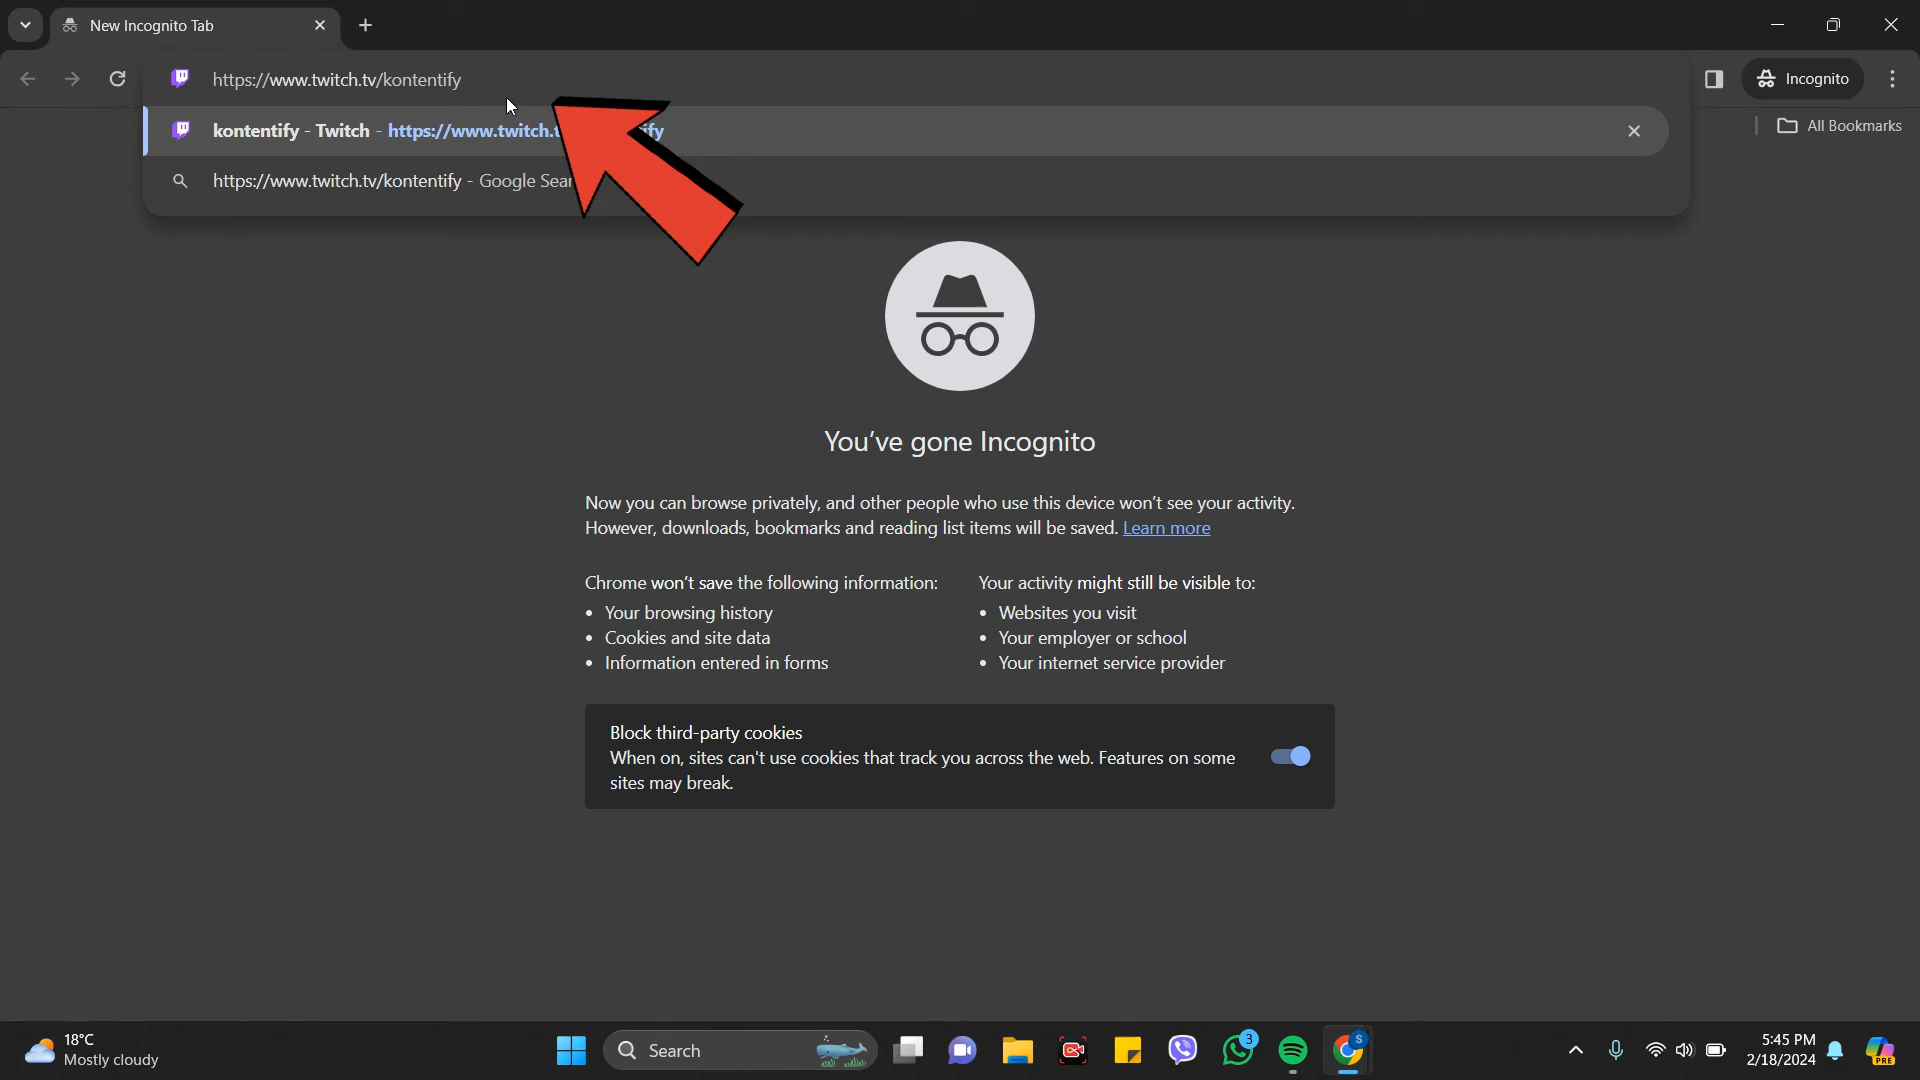 New Incognito Tab
https://www.twitch.tv/kontentify
Incognito
kontentify - Twitch - https://www.twitch.t fy
All Bookmarks
https://www.twitch.tv/kontentify - Google Sear
You've gone Incognito
Now you can browse privately, and other people who use this device won't see your activity.
However, downloads, bookmarks and reading list items will be saved. Learn more
Chrome won't save the following information:
Your browsing history
Cookies and site data
Information entered in forms
Your activity might still be visible to:
Websites you visit
Your employer or school
Your internet service provider
Block third-party cookies
When on, sites can't use cookies that track you across the web. Features on some
sites may break.
18°C
Mostly cloudy
Search
3
S
5:45 PM
2/18/2024
PRE